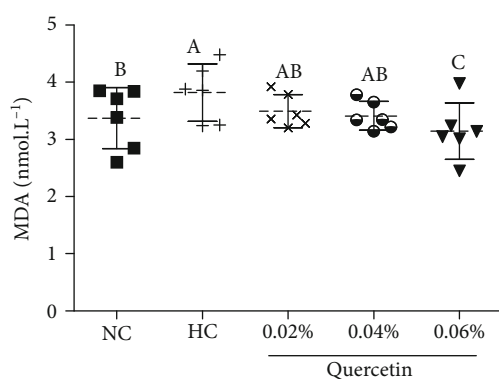 5
4
3
2
1
0
MDA (nmol.L⁻¹)
B
A
AB
AB
C
NC
HC
0.02%
0.04%
0.06%
Quercetin